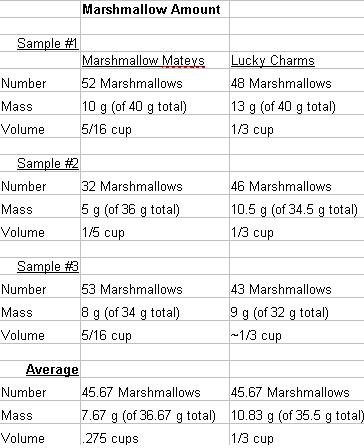 Marshmallow Amount
Sample #1
Marshmallow Mateys Lucky Charms
Number 52 Marshmallows 48 Marshmallows
Mass 10 g (of 40 g total) 13 g (of 40 g total)
Volume 5/16 cup 1/3 cup
Sample #2
Number 32 Marshmallows 46 Marshmallows
Mass 5 g (of 36 g total) 10.5 g (of 34.5 g total)
Volume 1/5 cup 1/3 cup
Sample #3
Number 53 Marshmallows 43 Marshmallows
Mass 8 g (of 34 g total) 9 g (of 32 g total)
Volume 5/16 cup ~1/3 cup
Average
Number 45.67 Marshmallows 45.67 Marshmallows
Mass 7.67 g (of 36.67 g total) 10.83 g (of 35.5 g total)
Volume .275 cups 1/3 cup